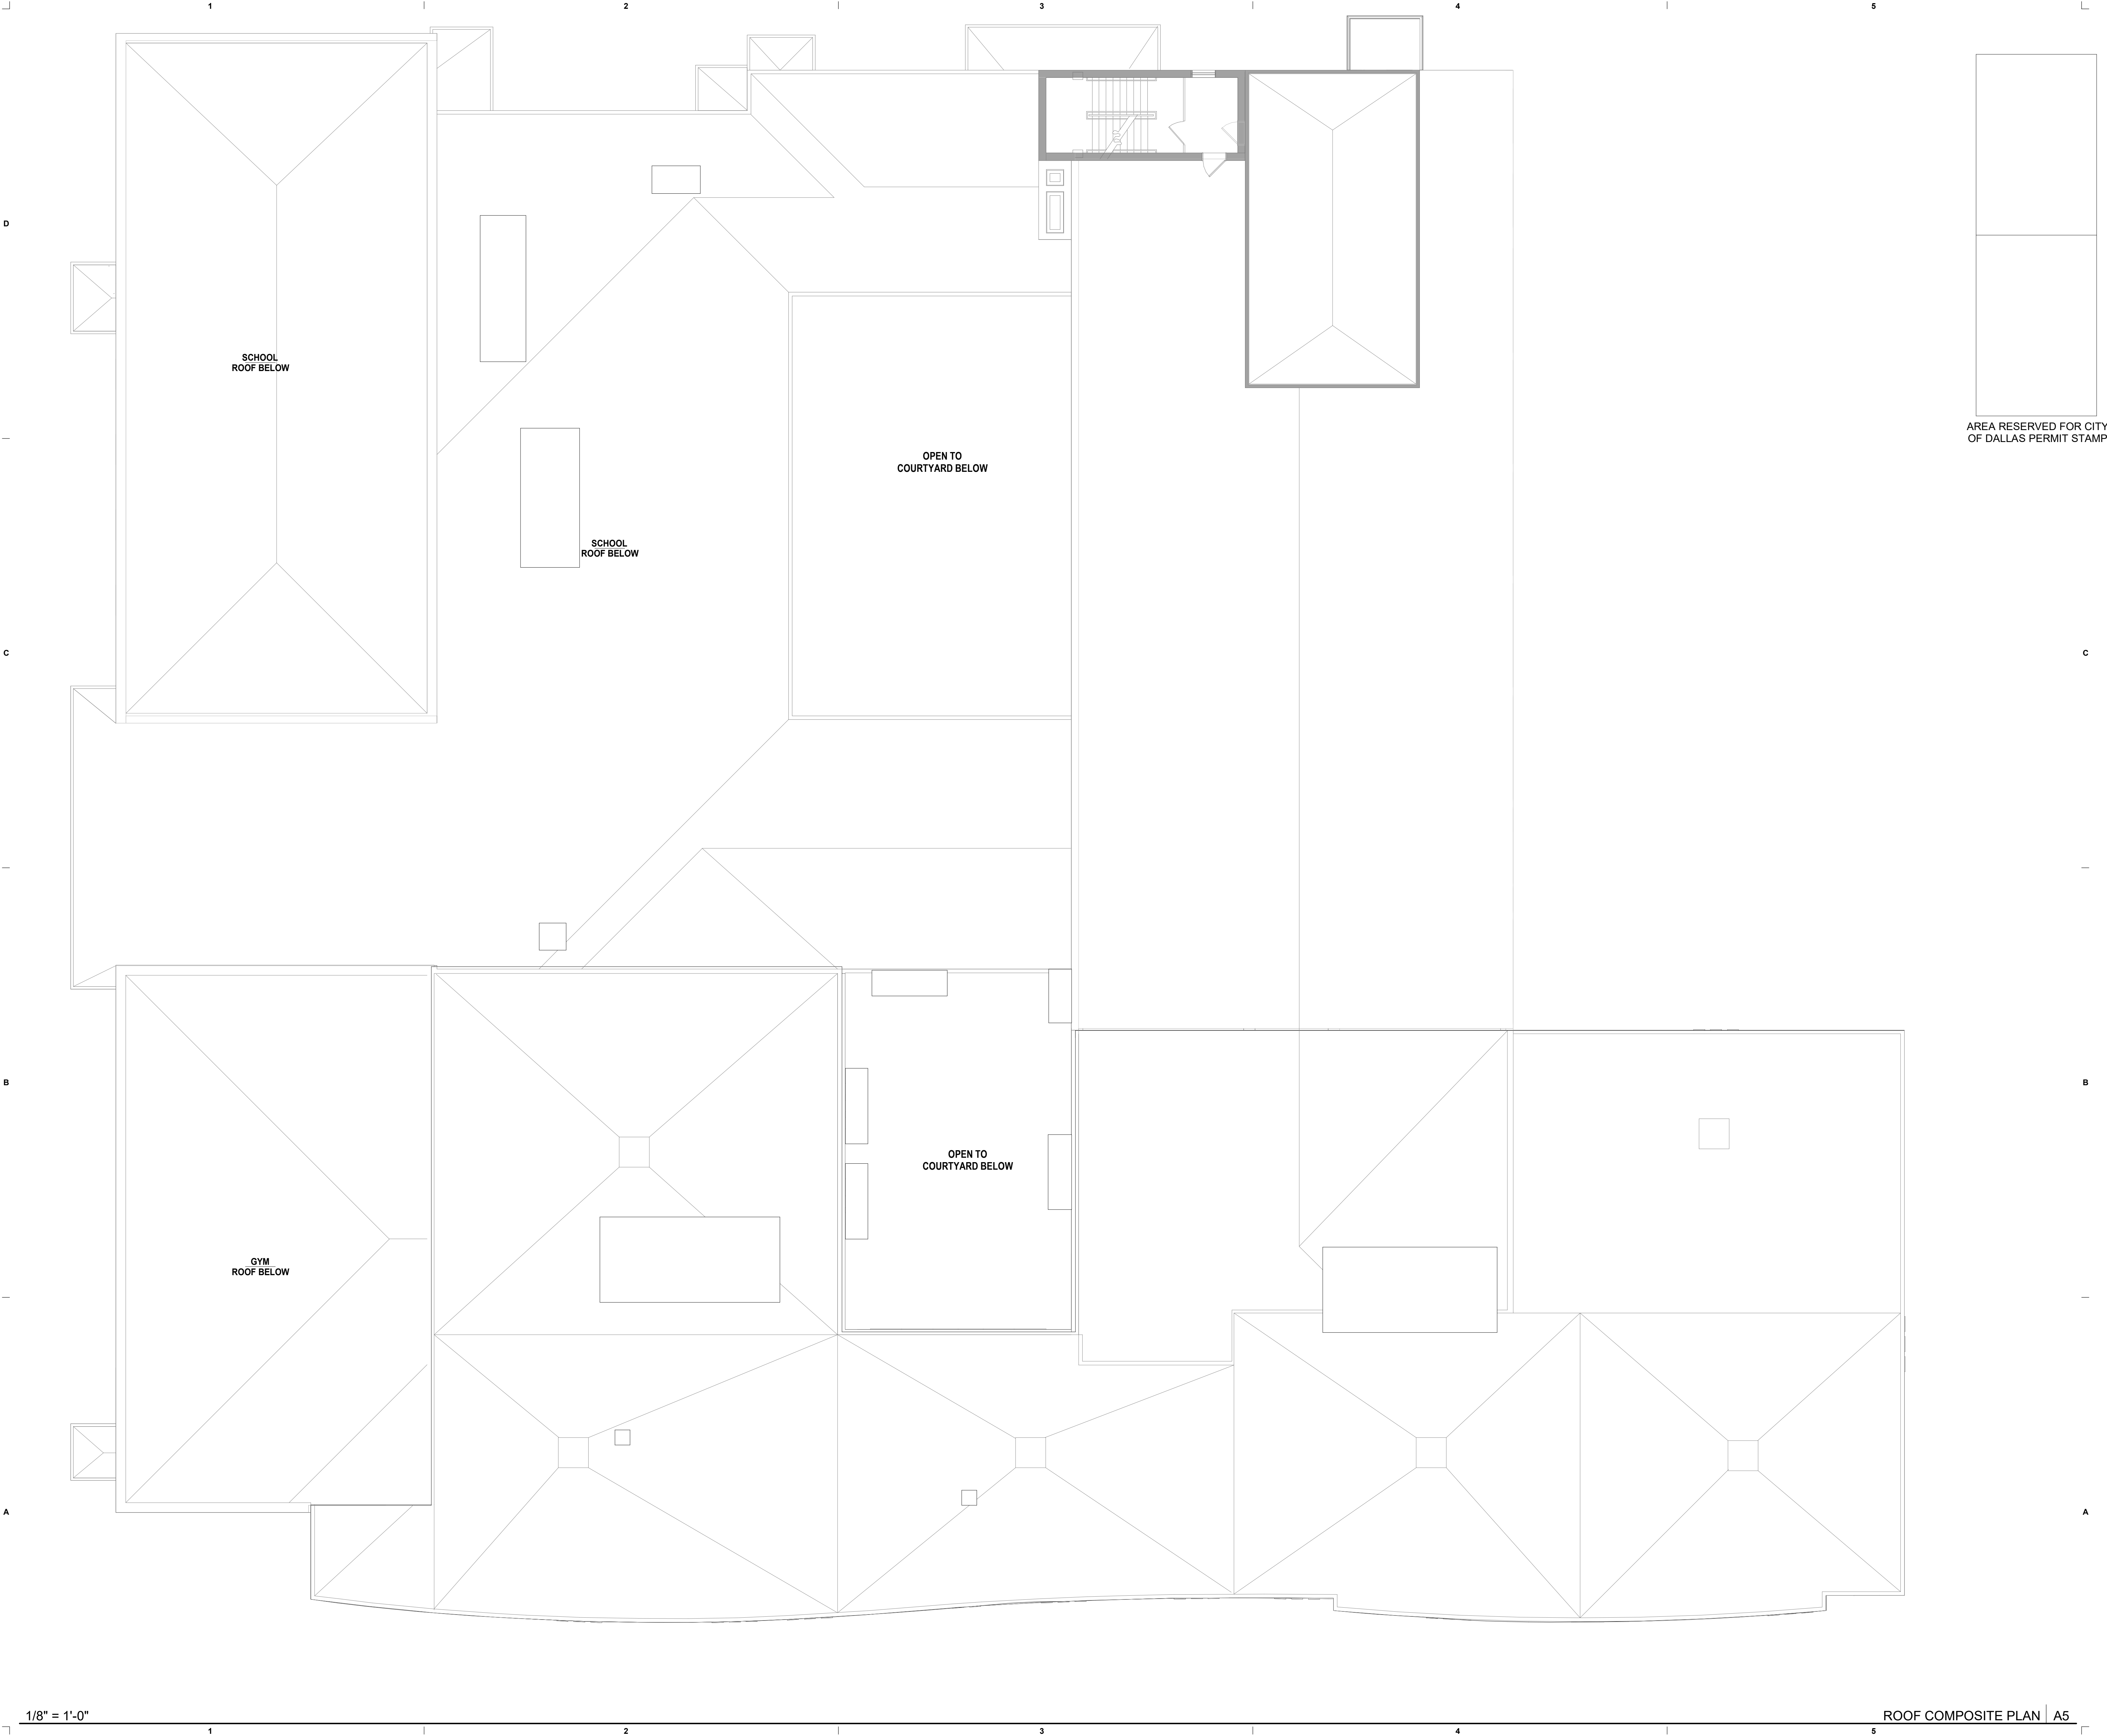 1 2 3 4 5
D
SCHOOL
ROOF BELOW
AREA RESERVED FOR CITY
OF DALLAS PERMIT STAMP
OPEN TO
COURTYARD BELOW
SCHOOL
ROOF BELOW
C C
B B
OPEN TO
COURTYARD BELOW
GYM
ROOF BELOW
A A
1/8" = 1'-0" ROOF COMPOSITE PLAN A5
1 2 3 4 5